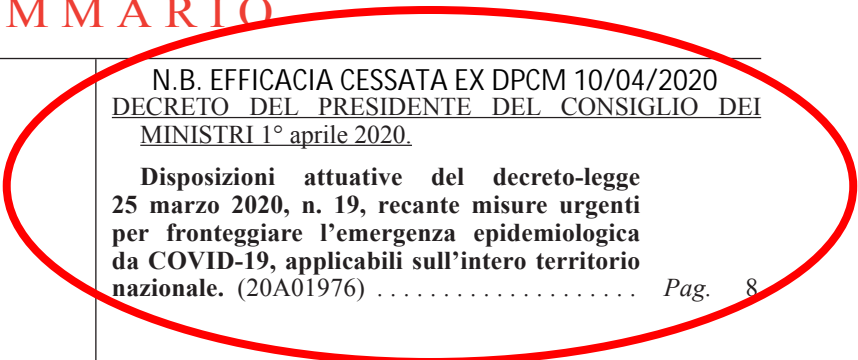 MMARIO
N.B. EFFICACIA CESSATA EX DPCM 10/04/2020
DECRETO DEL PRESIDENTE DEL CONSIGLIO DEI
MINISTRI 1° aprile 2020.
Disposizioni attuative del decreto-legge
25 marzo 2020, n. 19, recante misure urgenti
per fronteggiare l’emergenza epidemiologica
da COVID-19, applicabili sull’intero territorio
nazionale. (20A01976) . . . . . . . . . . . . . . . . . . . . . Pag. 8